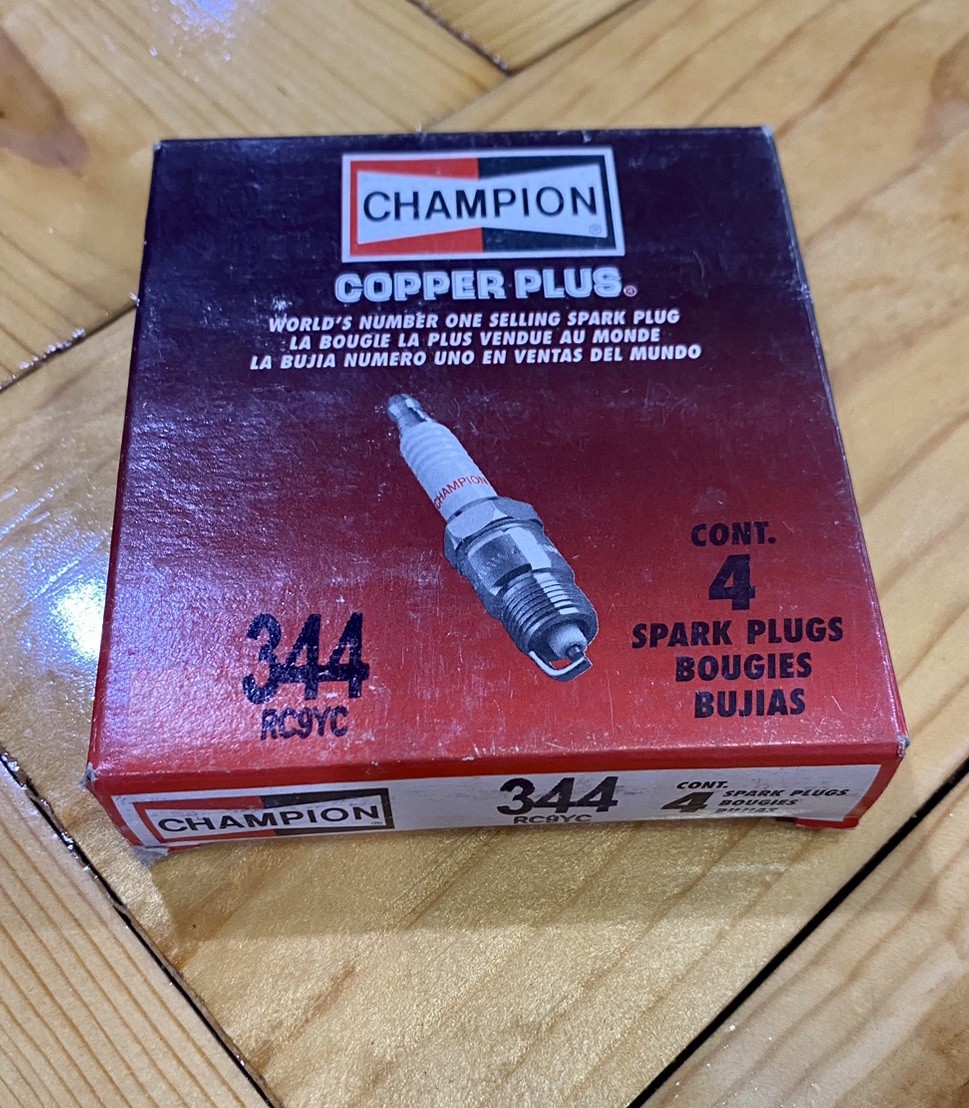 CHAMPION®
COPPER PLUS®
WORLD'S NUMBER ONE SELLING SPARK PLUG
LA BOUGIE LA PLUS VENDUE AU MONDE
LA BUJIA NUMERO UNO EN VENTAS DEL MUNDO
CHAMPION
CONT.
4
SPARK PLUGS
BOUGIES
BUJIAS
344
RC9YC
CHAMPION®
344
RC9YC
CONT.
4 SPARK PLUGS
BOUGIES
BUJIAS